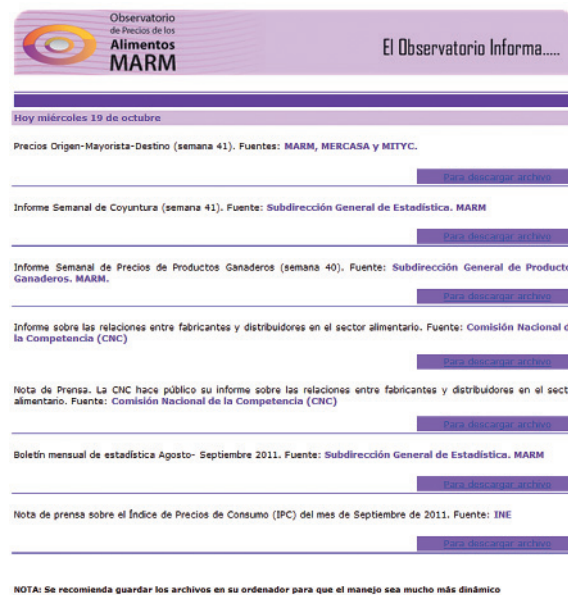 Observatorio
de Precios de los
Alimentos
MARM
El Observatorio Informa.....
Hoy miércoles 19 de octubre
Precios Origen-Mayorista-Destino (semana 41). Fuentes: MARM, MERCASA y MITYC.
Para descargar archivo
Informe Semanal de Coyuntura (semana 41). Fuente: Subdirección General de Estadística. MARM
Para descargar archivo
Informe Semanal de Precios de Productos Ganaderos (semana 40). Fuente: Subdirección General de Producto
Ganaderos. MARM.
Para descargar archivo
Informe sobre las relaciones entre fabricantes y distribuidores en el sector alimentario. Fuente: Comisión Nacional d
la Competencia (CNC)
Para descargar archivo
Nota de Prensa. La CNC hace público su informe sobre las relaciones entre fabricantes y distribuidores en el sect
alimentario. Fuente: Comisión Nacional de la Competencia (CNC)
Para descargar archivo
Boletín mensual de estadística Agosto- Septiembre 2011. Fuente: Subdirección General de Estadística. MARM
Para descargar archivo
Nota de prensa sobre el Índice de Precios de Consumo (IPC) del mes de Septiembre de 2011. Fuente: INE
Para descargar archivo
NOTA: Se recomienda guardar los archivos en su ordenador para que el manejo sea mucho más dinámico